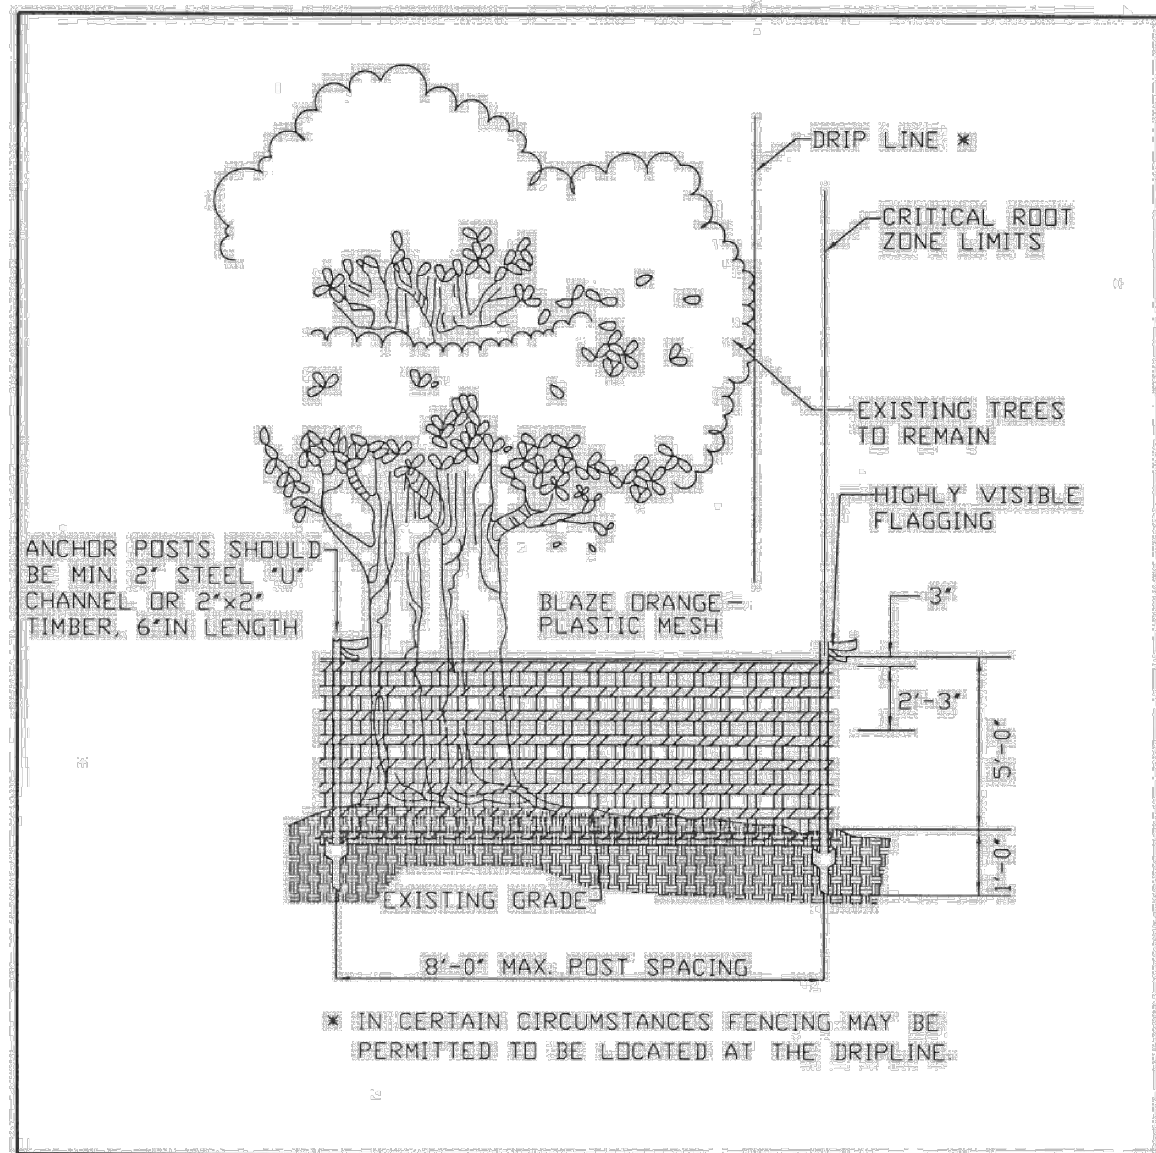 DRIP LINE *
CRITICAL ROOT
ZONE LIMITS
EXISTING TREES
TO REMAIN
HIGHLY VISIBLE
FLAGGING
ANCHOR POSTS SHOULD
BE MIN. 2" STEEL "U"
CHANNEL OR 2"x2"
TIMBER, 6"IN LENGTH
BLAZE ORANGE
PLASTIC MESH
3"
2'-3"
5'-0"
1'-0"
EXISTING GRADE
8'-0" MAX. POST SPACING
* IN CERTAIN CIRCUMSTANCES FENCING MAY BE
PERMITTED TO BE LOCATED AT THE DRIPLINE.